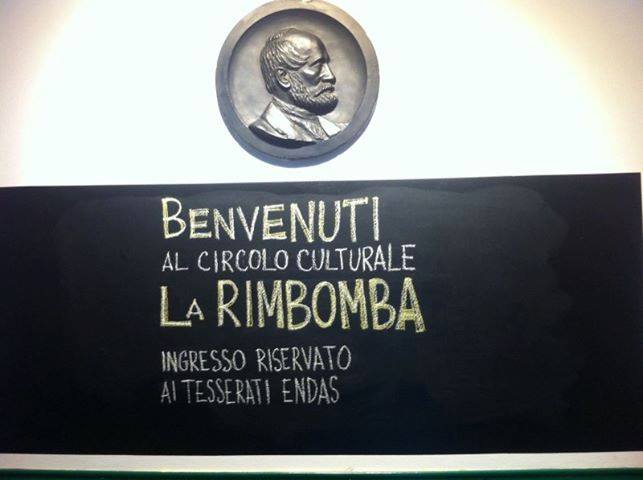 BENVENUTI
AL CIRCOLO CULTURALE
LA RIMBOMBA
INGRESSO RISERVATO
AI TESSERATI ENDAS